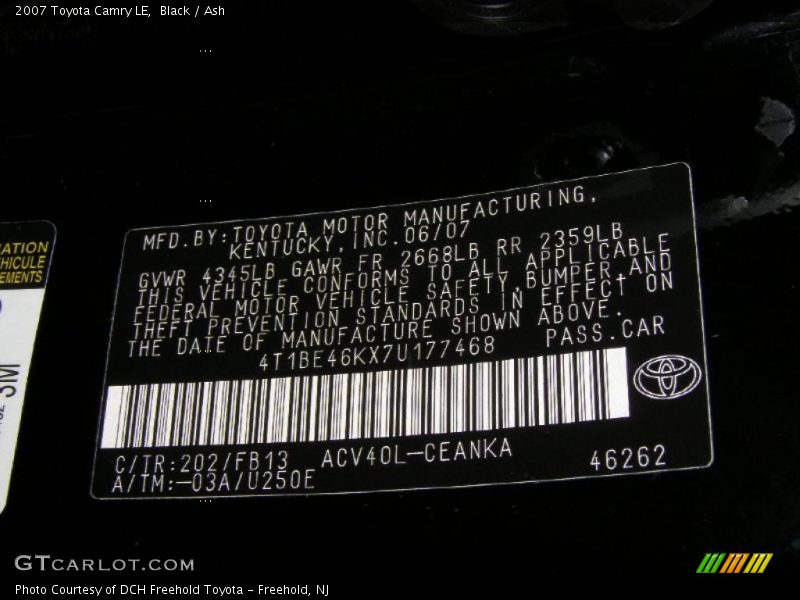 2007 Toyota Camry LE,  Black / Ash
MFD.BY:TOYOTA MOTOR MANUFACTURING,
KENTUCKY,INC.06/07
GVWR 4345LB GAWR FR 2668LB RR 2359LB
THIS VEHICLE CONFORMS TO ALL APPLICABLE
FEDERAL MOTOR VEHICLE SAFETY,BUMPER,AND
THEFT PREVENTION STANDARDS IN EFFECT ON
THE DATE OF MANUFACTURE SHOWN ABOVE.
4T1BE46KX7U177468 PASS.CAR
C/TR:202/FB13 ACV40L-CEANKA 46262
A/TM:-03A/U250E
3M
GTCARLOT.COM
Photo Courtesy of DCH Freehold Toyota - Freehold, NJ